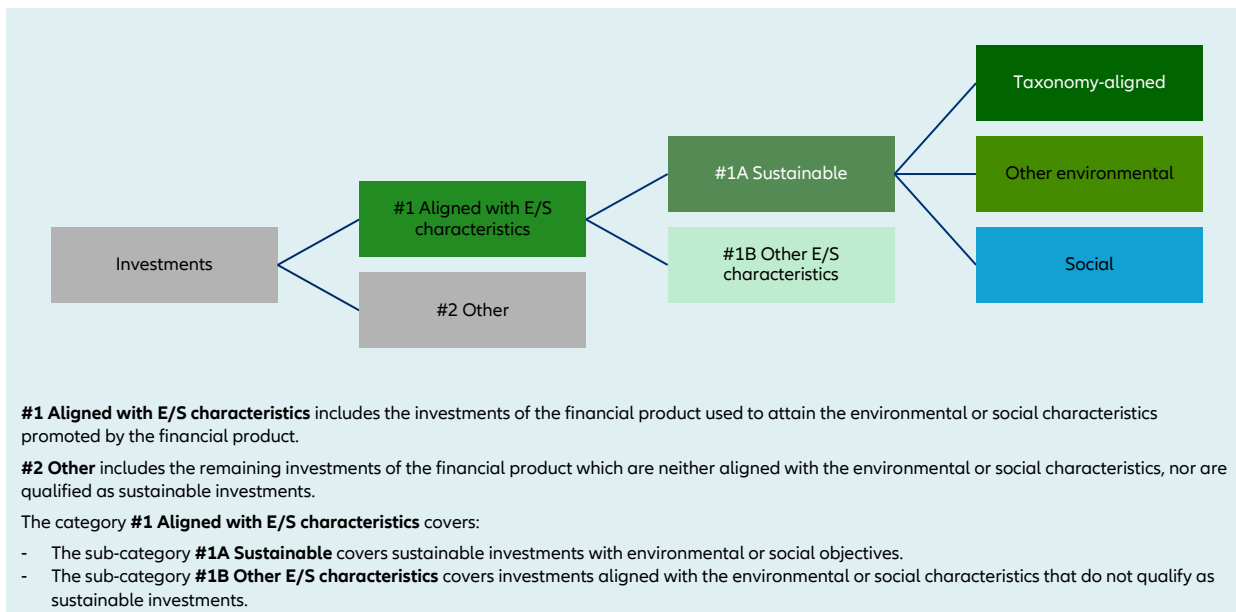 Taxonomy-aligned
#1A Sustainable
Other environmental
#1 Aligned with E/S
characteristics
Investments
#1B Other E/S
characteristics
Social
#2 Other
#1 Aligned with E/S characteristics includes the investments of the financial product used to attain the environmental or social characteristics
promoted by the financial product.
#2 Other includes the remaining investments of the financial product which are neither aligned with the environmental or social characteristics, nor are
qualified as sustainable investments.
The category #1 Aligned with E/S characteristics covers:
- The sub-category #1A Sustainable covers sustainable investments with environmental or social objectives.
- The sub-category #1B Other E/S characteristics covers investments aligned with the environmental or social characteristics that do not qualify as
sustainable investments.